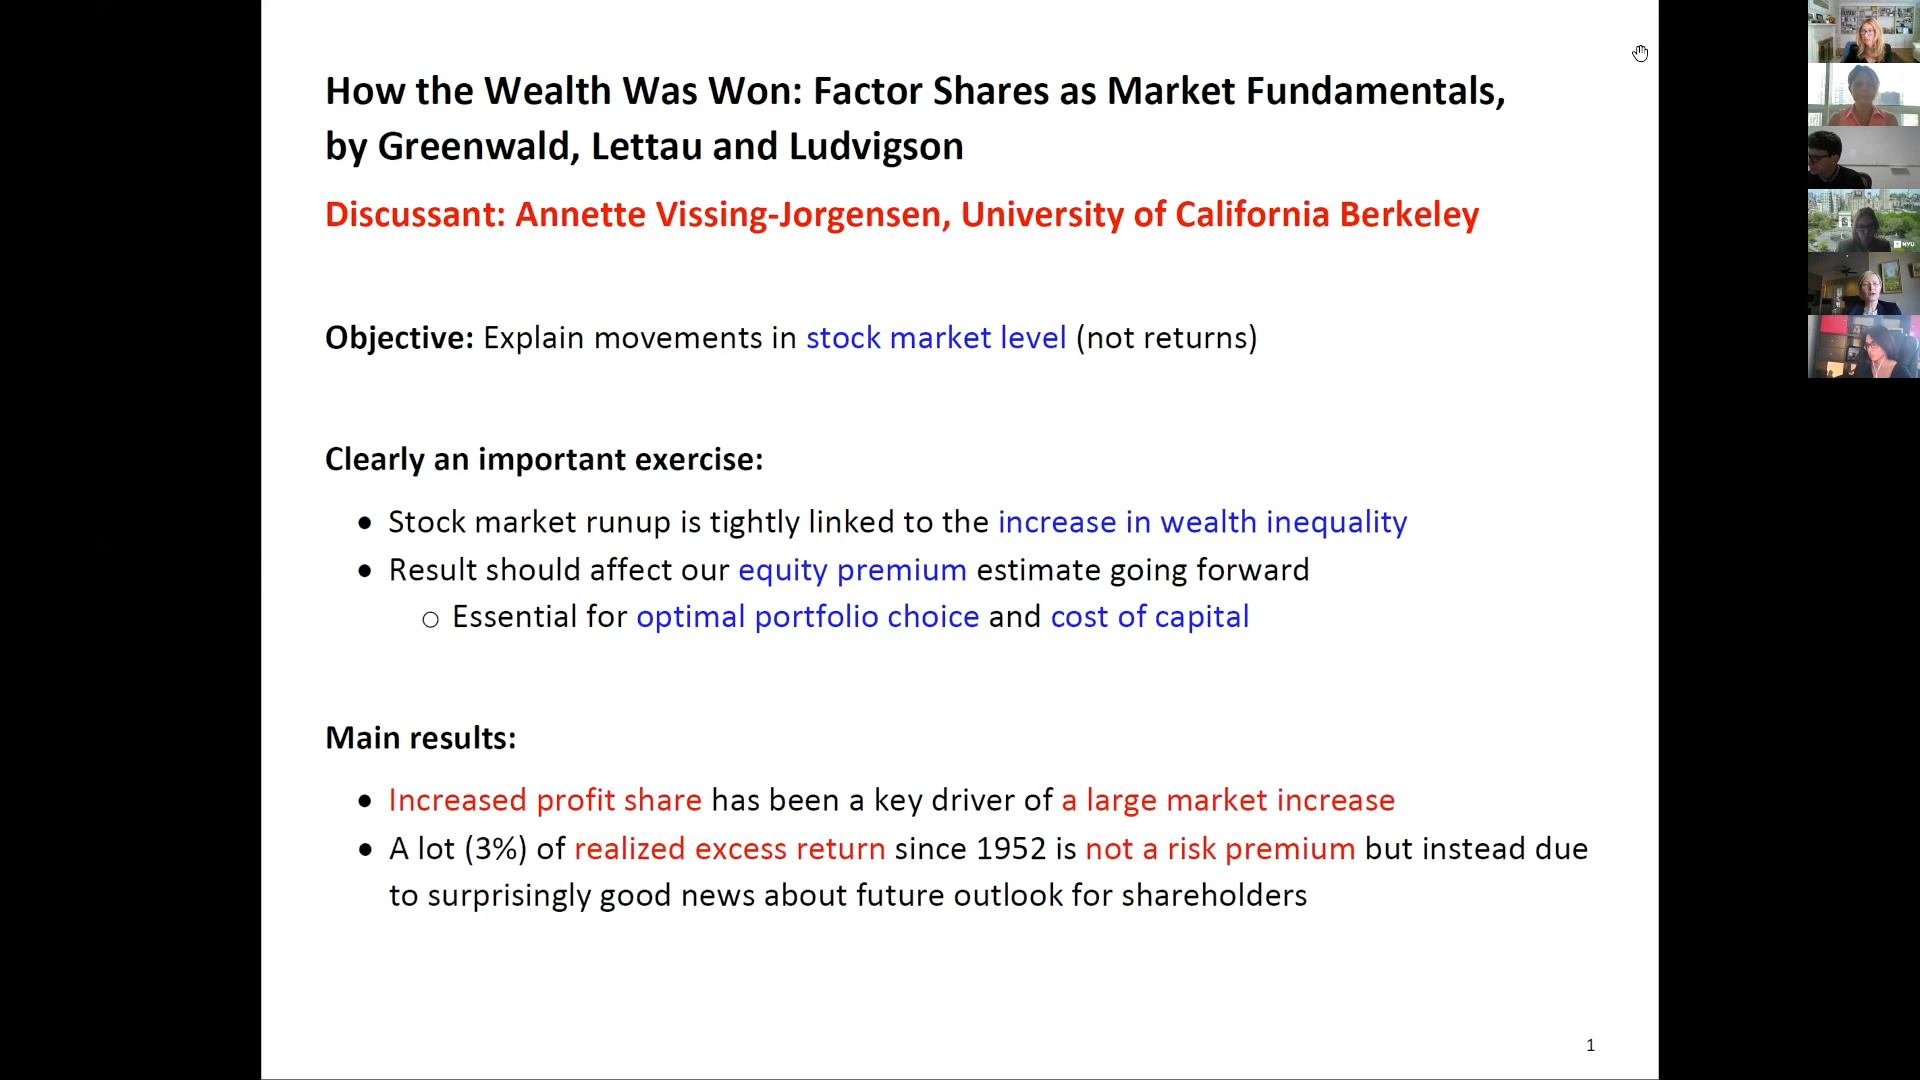 How the Wealth Was Won: Factor Shares as Market Fundamentals,
by Greenwald, Lettau and Ludvigson
Discussant: Annette Vissing-Jorgensen, University of California Berkeley
Objective: Explain movements in stock market level (not returns)
Clearly an important exercise:
• Stock market runup is tightly linked to the increase in wealth inequality
• Result should affect our equity premium estimate going forward
○ Essential for optimal portfolio choice and cost of capital
Main results:
• Increased profit share has been a key driver of a large market increase
• A lot (3%) of realized excess return since 1952 is not a risk premium but instead due
to surprisingly good news about future outlook for shareholders
1
NYU